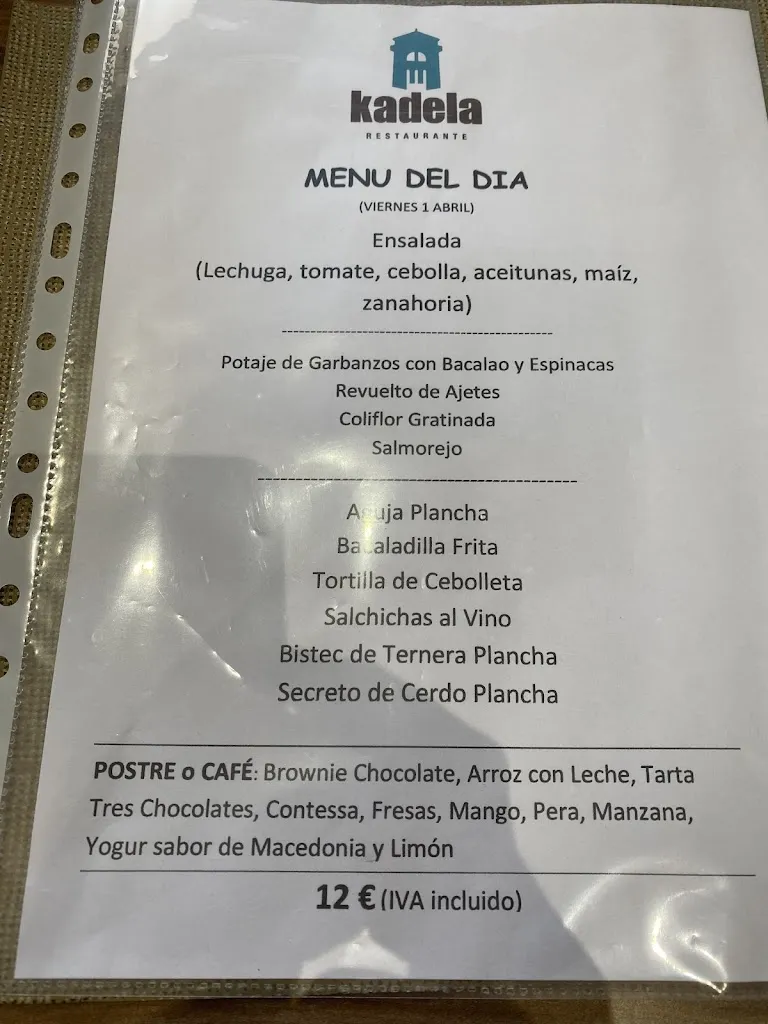 kadela
RESTAURANTE
MENU DEL DIA
(VIERNES 1 ABRIL)
Ensalada
(Lechuga, tomate, cebolla, aceitunas, maíz,
zanahoria)
Potaje de Garbanzos con Bacalao y Espinacas
Revuelto de Ajetes
Coliflor Gratinada
Salmorejo
Aguja Plancha
Bacaladilla Frita
Tortilla de Cebolleta
Salchichas al Vino
Bistec de Ternera Plancha
Secreto de Cerdo Plancha
POSTRE o CAFÉ: Brownie Chocolate, Arroz con Leche, Tarta
Tres Chocolates, Contessa, Fresas, Mango, Pera, Manzana,
Yogur sabor de Macedonia y Limón
12 € (IVA incluido)